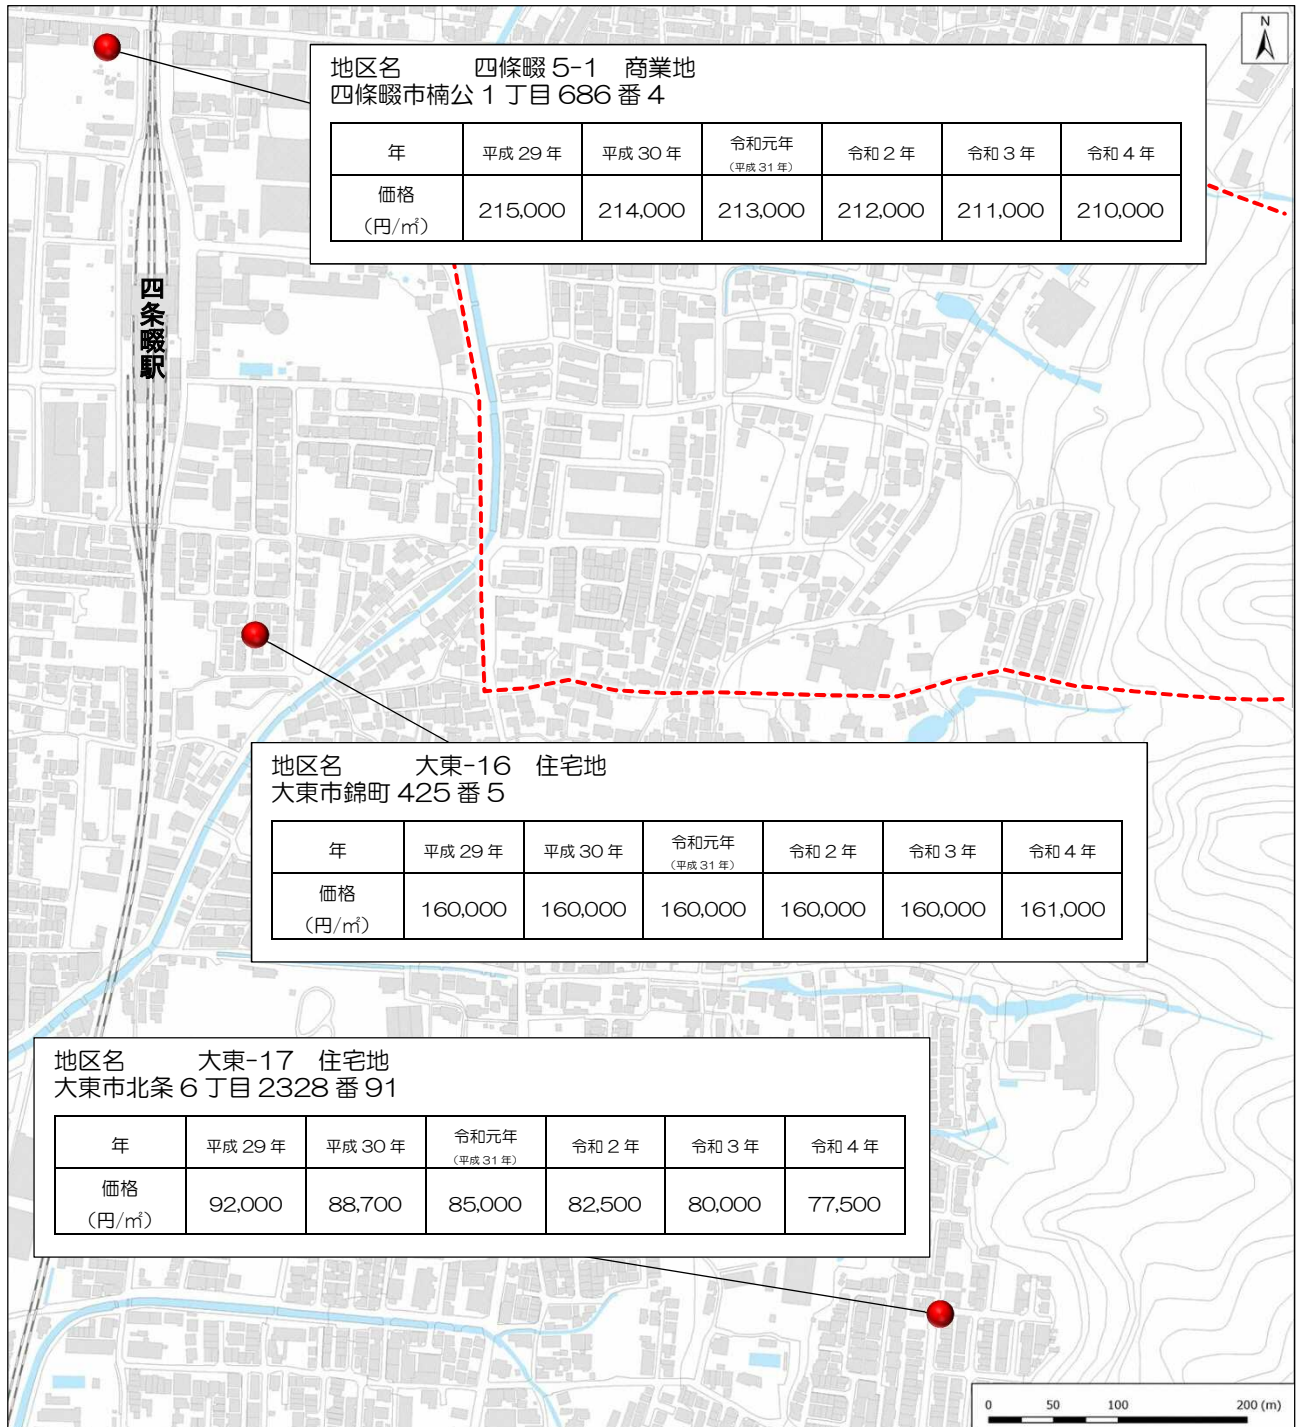 N
地区名 四條畷 5-1 商業地
四條畷市楠公 1 丁目 686 番 4
年 平成 29 年 平成 30 年 令和元年 (平成 31 年) 令和 2 年 令和 3 年 令和 4 年
価格 (円/㎡) 215,000 214,000 213,000 212,000 211,000 210,000
四条畷駅
地区名 大東-16 住宅地
大東市錦町 425 番 5
年 平成 29 年 平成 30 年 令和元年 (平成 31 年) 令和 2 年 令和 3 年 令和 4 年
価格 (円/㎡) 160,000 160,000 160,000 160,000 160,000 161,000
地区名 大東-17 住宅地
大東市北条 6 丁目 2328 番 91
年 平成 29 年 平成 30 年 令和元年 (平成 31 年) 令和 2 年 令和 3 年 令和 4 年
価格 (円/㎡) 92,000 88,700 85,000 82,500 80,000 77,500
0 50 100 200 (m)